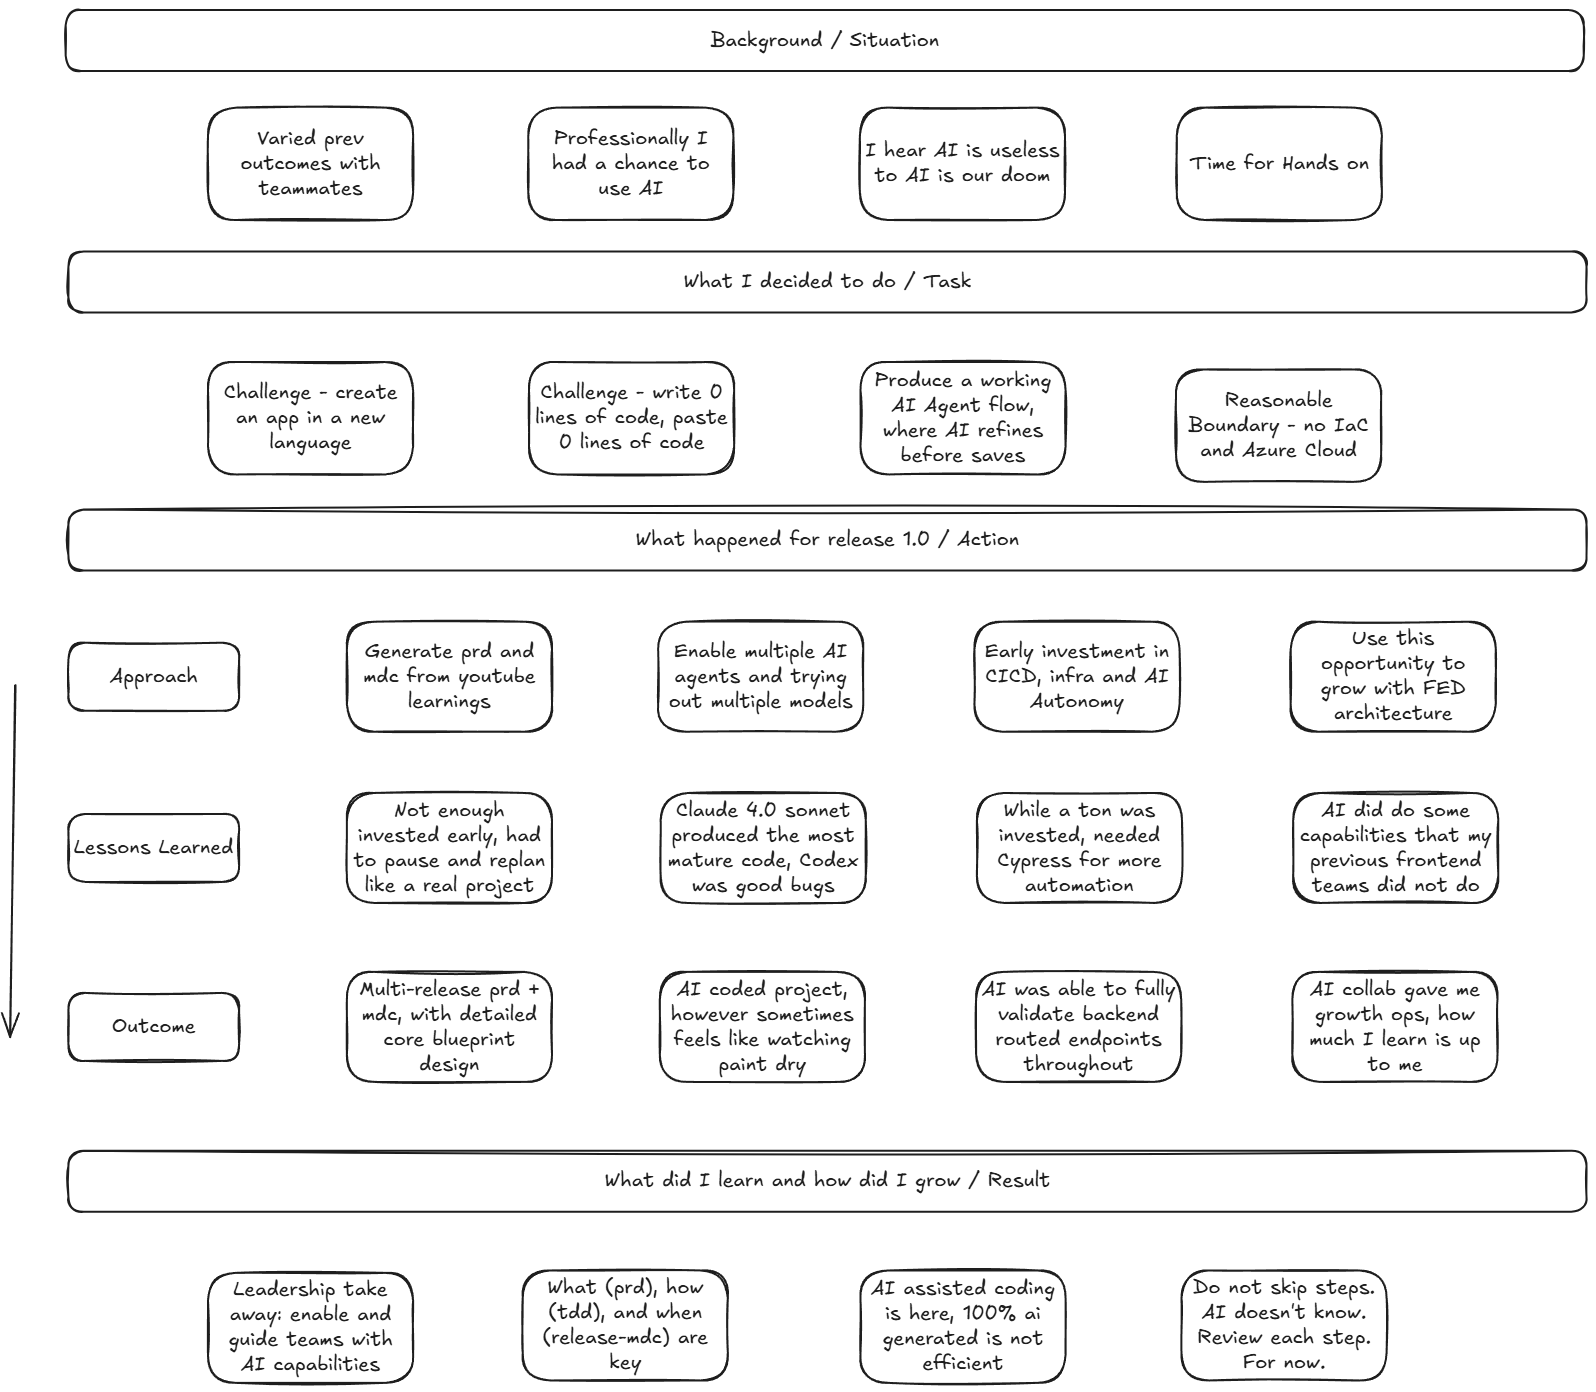 Background / Situation
Varied prev
outcomes with
teammates
Professionally I
had a chance to
use AI
I hear AI is useless
to AI is our doom
Time for Hands on
What I decided to do / Task
Challenge - create
an app in a new
language
Challenge - write 0
lines of code, paste
0 lines of code
Produce a working
AI Agent flow,
where AI refines
before saves
Reasonable
Boundary - no IaC
and Azure Cloud
What happened for release 1.0 / Action
Approach
Generate prd and
mdc from youtube
learnings
Enable multiple AI
agents and trying
out multiple models
Early investment in
CICD, infra and AI
Autonomy
Use this
opportunity to
grow with FED
architecture
Lessons Learned
Not enough
invested early, had
to pause and replan
like a real project
Claude 4.0 sonnet
produced the most
mature code, Codex
was good bugs
While a ton was
invested, needed
Cypress for more
automation
AI did do some
capabilities that my
previous frontend
teams did not do
Outcome
Multi-release prd +
mdc, with detailed
core blueprint
design
AI coded project,
however sometimes
feels like watching
paint dry
AI was able to fully
validate backend
routed endpoints
throughout
AI collab gave me
growth ops, how
much I learn is up
to me
What did I learn and how did I grow / Result
Leadership take
away: enable and
guide teams with
AI capabilities
What (prd), how
(tdd), and when
(release-mdc) are
key
AI assisted coding
is here, 100% ai
generated is not
efficient
Do not skip steps.
AI doesn't know.
Review each step.
For now.